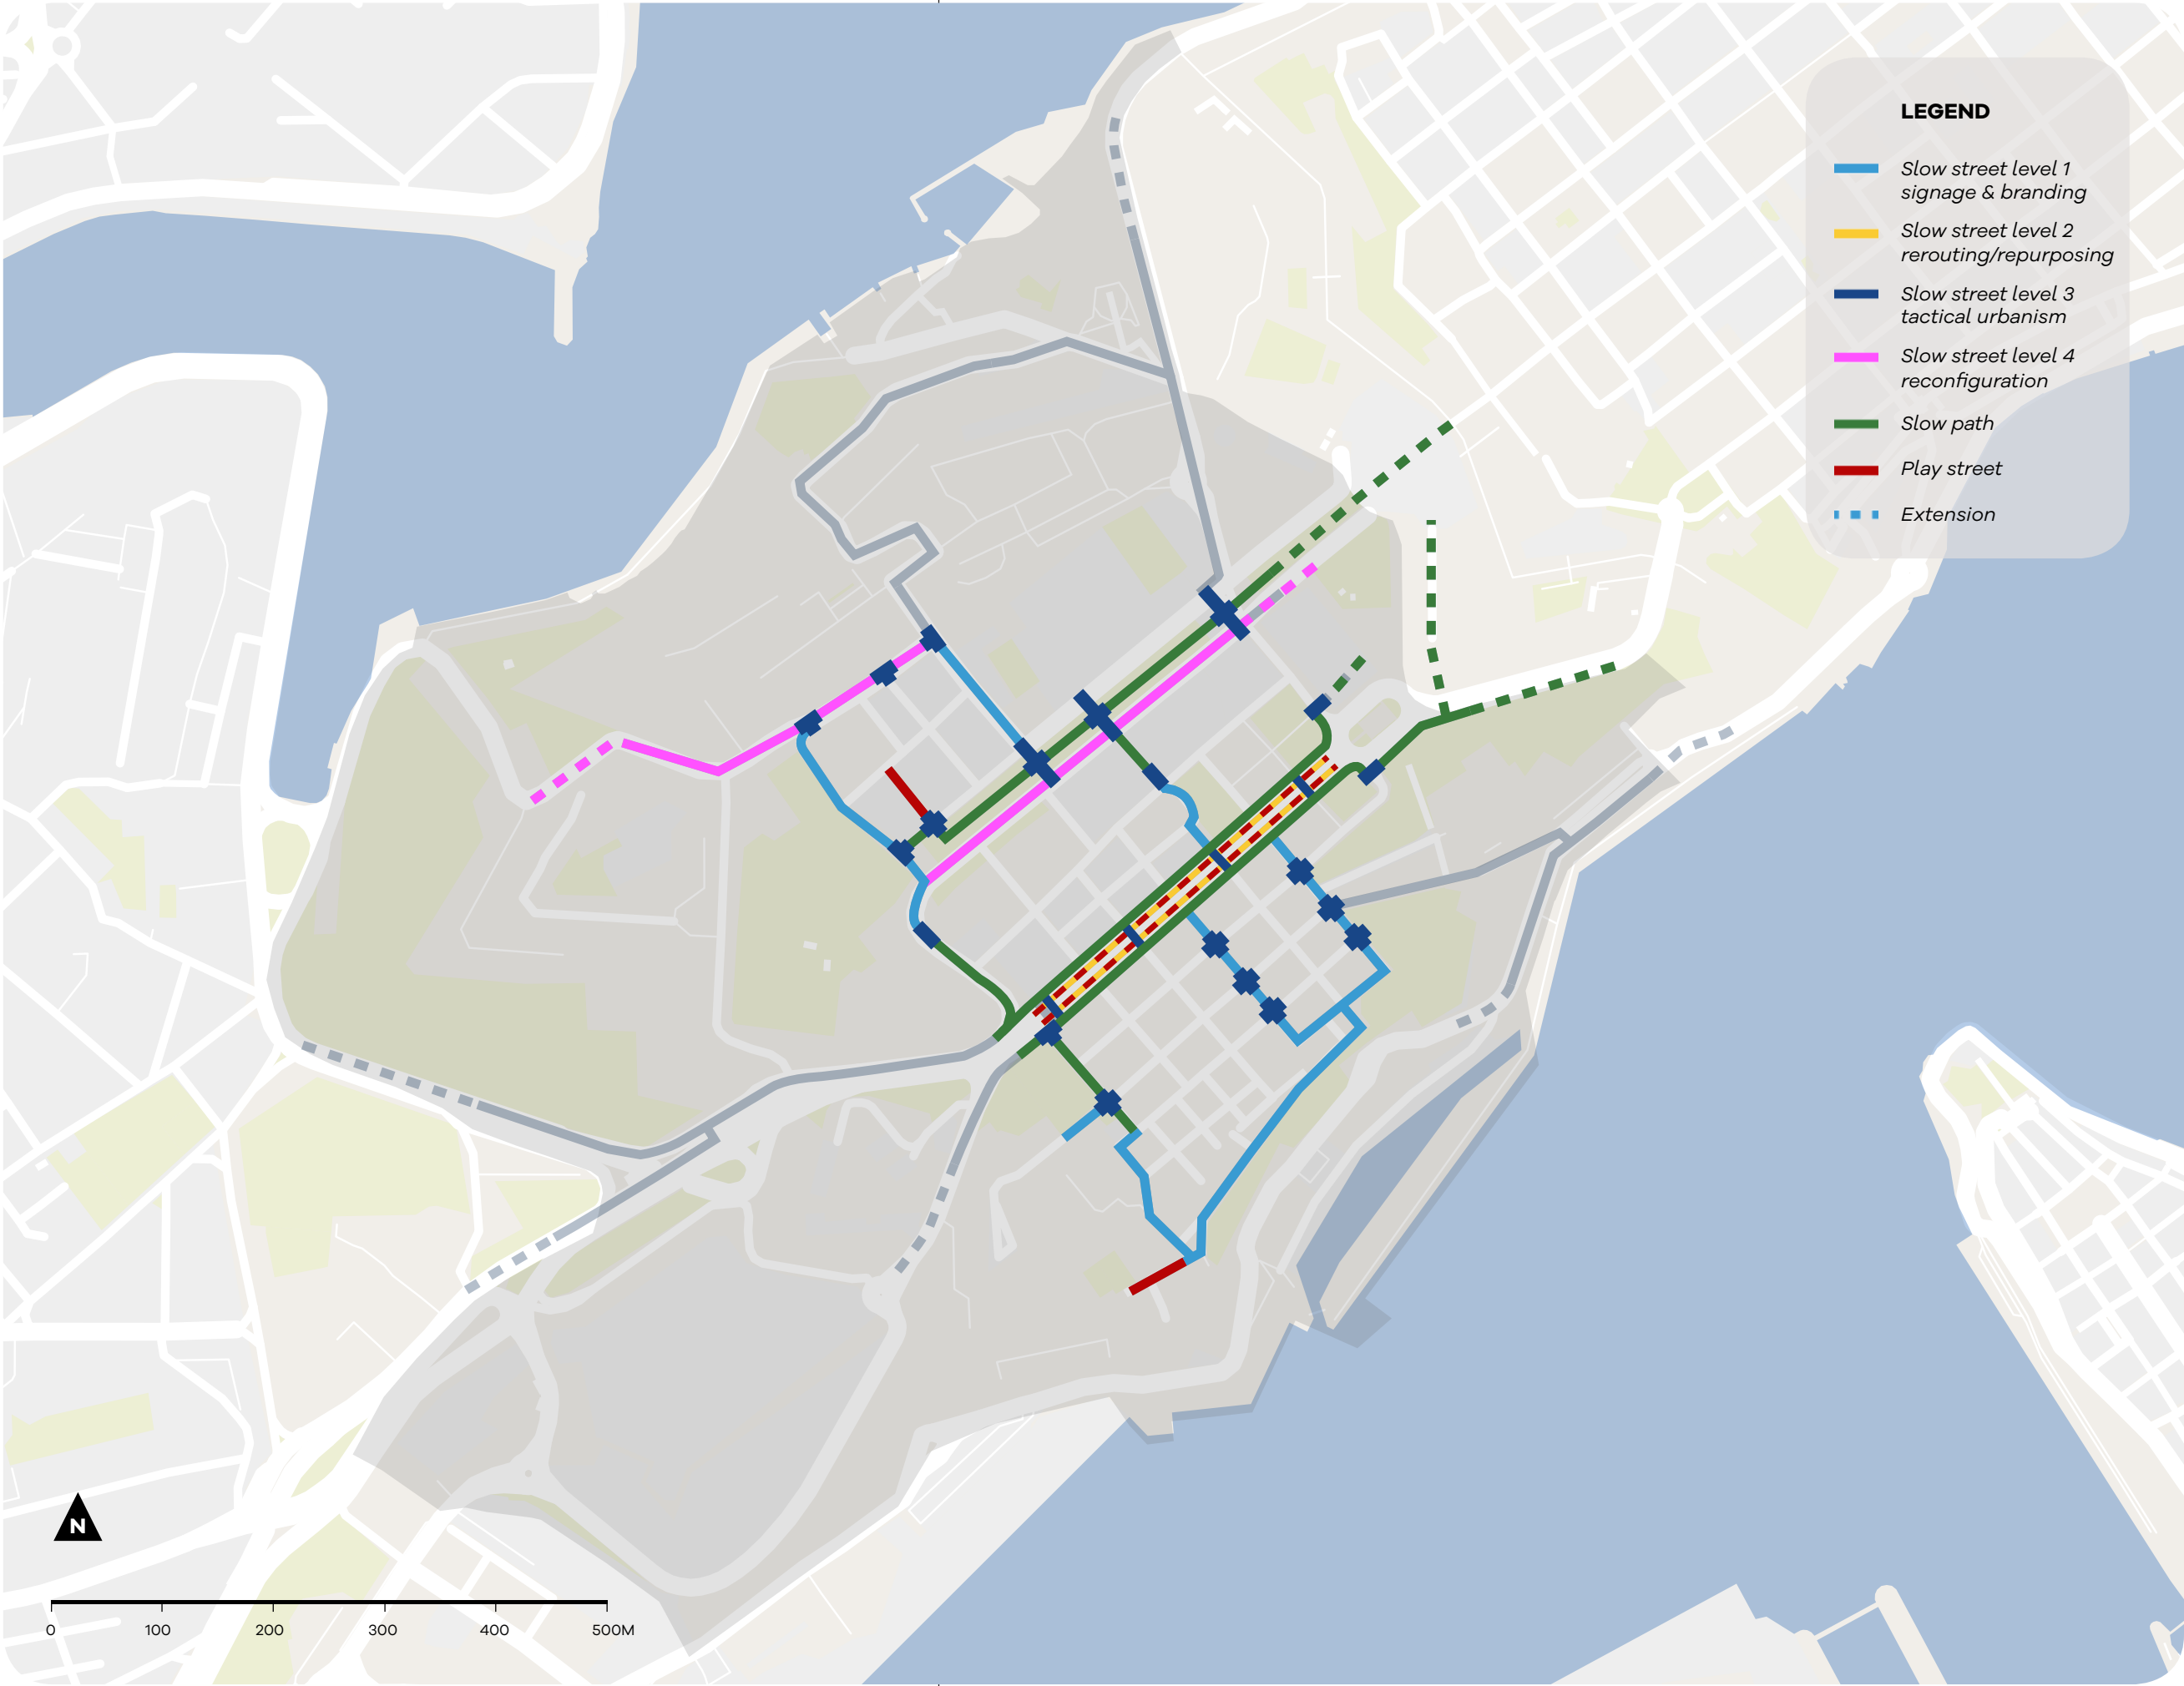 LEGEND
Slow street level 1
signage & branding
Slow street level 2
rerouting/repurposing
Slow street level 3
tactical urbanism
Slow street level 4
reconfiguration
Slow path
Play street
Extension
N
0 100 200 300 400 500M